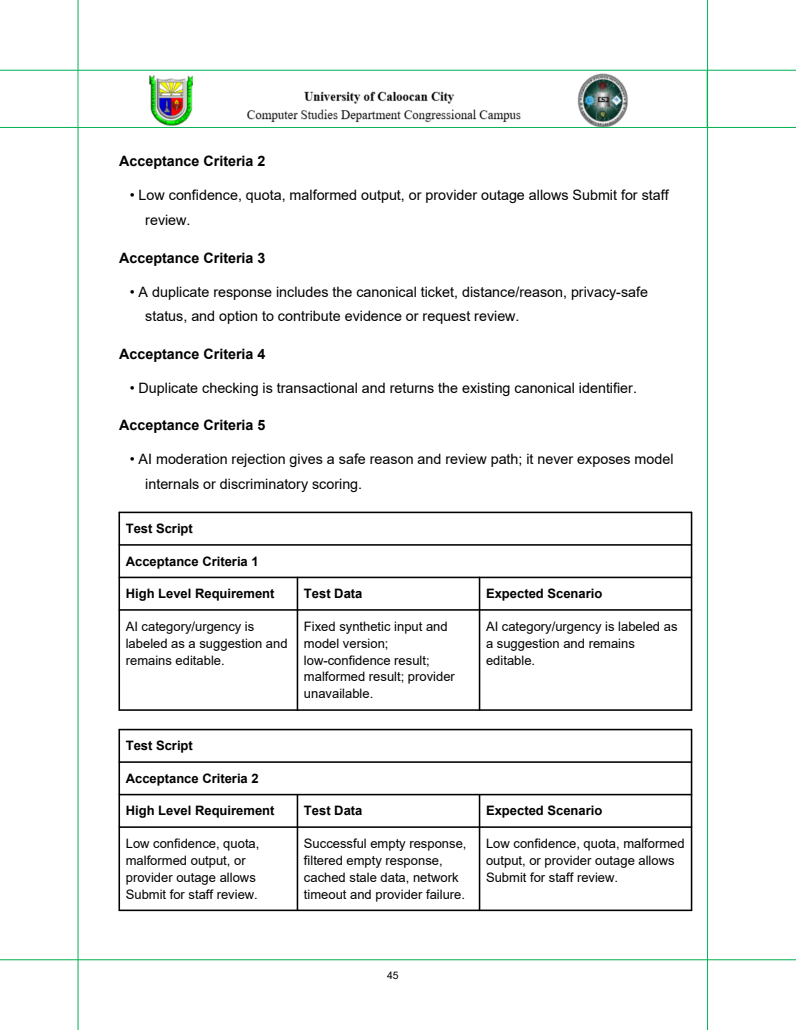 University of Caloocan City
Computer Studies Department Congressional Campus
Acceptance Criteria 2
• Low confidence, quota, malformed output, or provider outage allows Submit for staff
review.
Acceptance Criteria 3
• A duplicate response includes the canonical ticket, distance/reason, privacy-safe
status, and option to contribute evidence or request review.
Acceptance Criteria 4
• Duplicate checking is transactional and returns the existing canonical identifier.
Acceptance Criteria 5
• AI moderation rejection gives a safe reason and review path; it never exposes model
internals or discriminatory scoring.
Test Script
Acceptance Criteria 1
High Level Requirement
Test Data
Expected Scenario
AI category/urgency is
labeled as a suggestion and
remains editable.
Fixed synthetic input and
model version;
low-confidence result;
malformed result; provider
unavailable.
AI category/urgency is labeled as
a suggestion and remains
editable.
Test Script
Acceptance Criteria 2
High Level Requirement
Test Data
Expected Scenario
Low confidence, quota,
malformed output, or
provider outage allows
Submit for staff review.
Successful empty response,
filtered empty response,
cached stale data, network
timeout and provider failure.
Low confidence, quota, malformed
output, or provider outage allows
Submit for staff review.
45